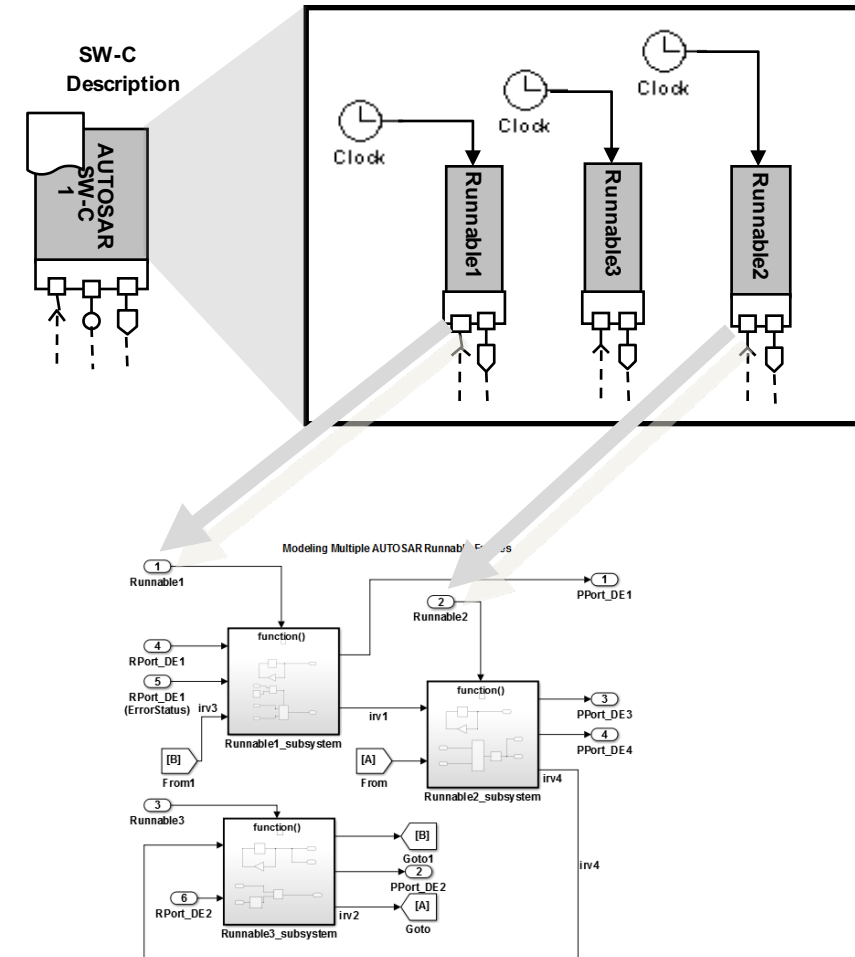 SW-C
Description
AUTOSAR
SW-C
1
Clock
Clock
Clock
Runnable1
Runnable3
Runnable2
Modeling Multiple AUTOSAR
1
Runnable1
1
PPort_DE1
2
Runnable2
function()
4
RPort_DE1
5
RPort_DE1
(ErrorStatus)
irv3
irv1
Runnable1_subsystem
function()
3
PPort_DE3
4
PPort_DE4
[B]
From1
[A]
From
irv4
Runnable2_subsystem
3
Runnable3
function()
[B]
Goto1
2
PPort_DE2
irv4
6
RPort_DE2
[A]
Goto
irv2
Runnable3_subsystem